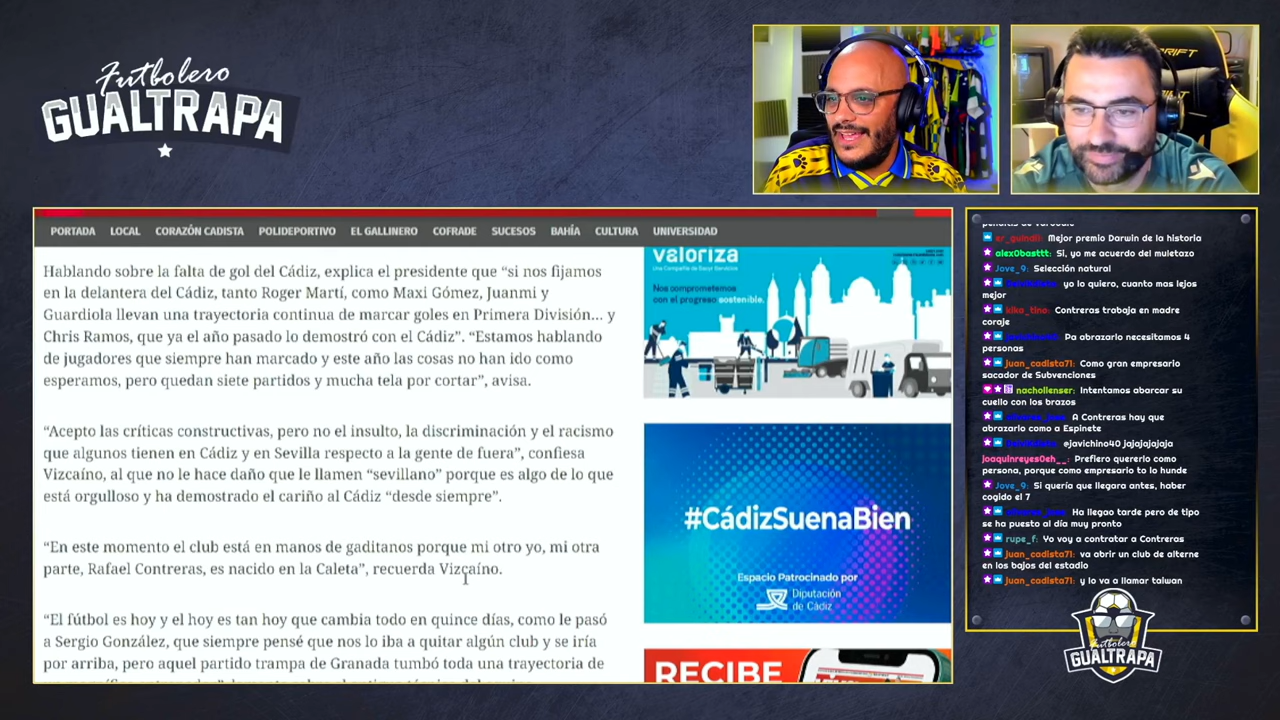 Futbolero
GUALTRAPA
PORTADA LOCAL CORAZÓN CADISTA POLIDEPORTIVO EL GALLINERO COFRADE SUCESOS BAHÍA CULTURA UNIVERSIDAD
Hablando sobre la falta de gol del Cádiz, explica el presidente que “si nos fijamos
en la delantera del Cádiz, tanto Roger Martí, como Maxi Gómez, Juanmi y
Guardiola llevan una trayectoria continua de marcar goles en Primera División... y
Chris Ramos, que ya el año pasado lo demostró con el Cádiz”. “Estamos hablando
de jugadores que siempre han marcado y este año las cosas no han ido como
esperamos, pero quedan siete partidos y mucha tela por cortar”, avisa.
“Acepto las críticas constructivas, pero no el insulto, la discriminación y el racismo
que algunos tienen en Cádiz y en Sevilla respecto a la gente de fuera”, confiesa
Vizcaíno, al que no le hace daño que le llamen “sevillano” porque es algo de lo que
está orgulloso y ha demostrado el cariño al Cádiz “desde siempre”.
“En este momento el club está en manos de gaditanos porque mi otro yo, mi otra
parte, Rafael Contreras, es nacido en la Caleta”, recuerda Vizcaíno.
“El fútbol es hoy y el hoy es tan hoy que cambia todo en quince días, como le pasó
a Sergio González, que siempre pensé que nos lo iba a quitar algún club y se iría
por arriba, pero aquel partido trampa de Granada tumbó toda una trayectoria de
valoriza
Una Compañía de Sacyr Servicios
Nos comprometemos
con el progreso sostenible.
#CádizSuenaBien
Espacio Patrocinado por
Diputación
de Cádiz
RECIBE
er_guindi: Mejor premio Darwin de la historia
alex0basttt: Si, yo me acuerdo del muletazo
Jove_9: Selección natural
yo lo quiero, cuanto mas lejos
mejor
kiko_tino: Contreras trabaja en madre
coraje
Pa abrazarlo necesitamos 4
personas
juan_cadista71: Como gran empresario
sacador de Subvenciones
nachollenser: Intentamos abarcar su
cuello con los brazos
A Contreras hay que
abrazarlo como a Espinete
@javichino40 jajajajajaja
joaquinreyes0eh__: Prefiero quererlo como
persona, porque como empresario to lo hunde
Jove_9: Si quería que llegara antes, haber
cogido el 7
Ha llegao tarde pero de tipo
se ha puesto al día muy pronto
rupe_f: Yo voy a contratar a Contreras
juan_cadista71: va abrir un club de alterne
en los bajos del estadio
juan_cadista71: y lo va a llamar taiwan
Futbolero
GUALTRAPA